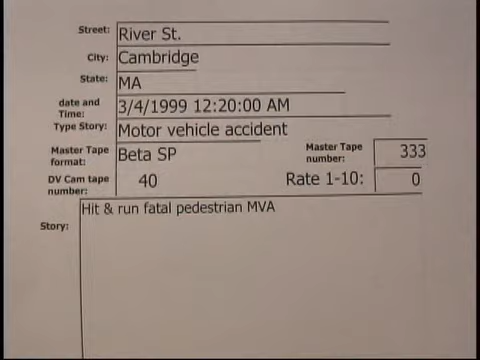 Street: River St.
City: Cambridge
State: MA
date and Time: 3/4/1999 12:20:00 AM
Type Story: Motor vehicle accident
Master Tape format: Beta SP Master Tape number: 333
DV Cam tape number: 40 Rate 1-10: 0
Story: Hit & run fatal pedestrian MVA